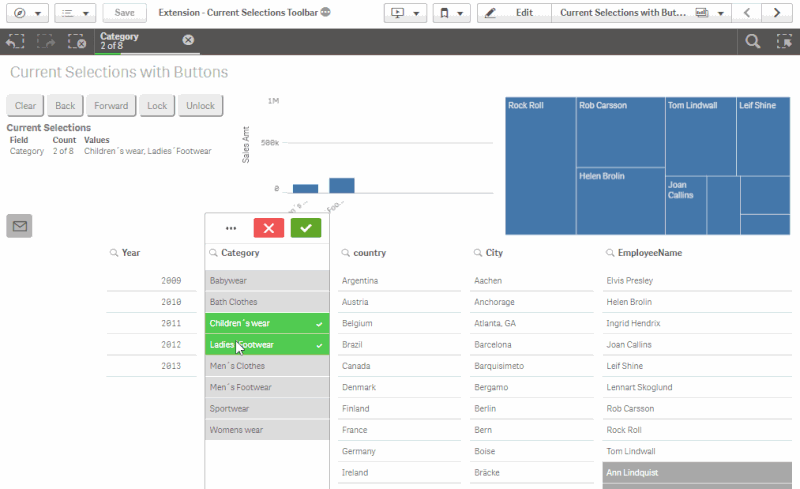 Save
Extension - Current Selections Toolbar
Edit
Current Selections with But...
Category
2 of 8
Current Selections with Buttons
Clear
Back
Forward
Lock
Unlock
Current Selections
Field Count Values
Category 2 of 8 Children´s wear, Ladies´Footwear
Sales Amt
1M
500k
0
Foo...
Rock Roll
Rob Carsson
Tom Lindwall
Leif Shine
Helen Brolin
Joan
Callins
Year
2009
2010
2011
2012
2013
Category
Babywear
Bath Clothes
Children´s wear
Ladies´Footwear
Men´s Clothes
Men´s Footwear
Sportwear
Womens wear
country
Argentina
Austria
Belgium
Brazil
Canada
Denmark
Finland
France
Germany
Ireland
City
Aachen
Anchorage
Atlanta, GA
Barcelona
Barquisimeto
Bergamo
Berlin
Bern
Boise
Bräcke
EmployeeName
Elvis Presley
Helen Brolin
Ingrid Hendrix
Joan Callins
Leif Shine
Lennart Skoglund
Rob Carsson
Rock Roll
Tom Lindwall
Ann Lindquist